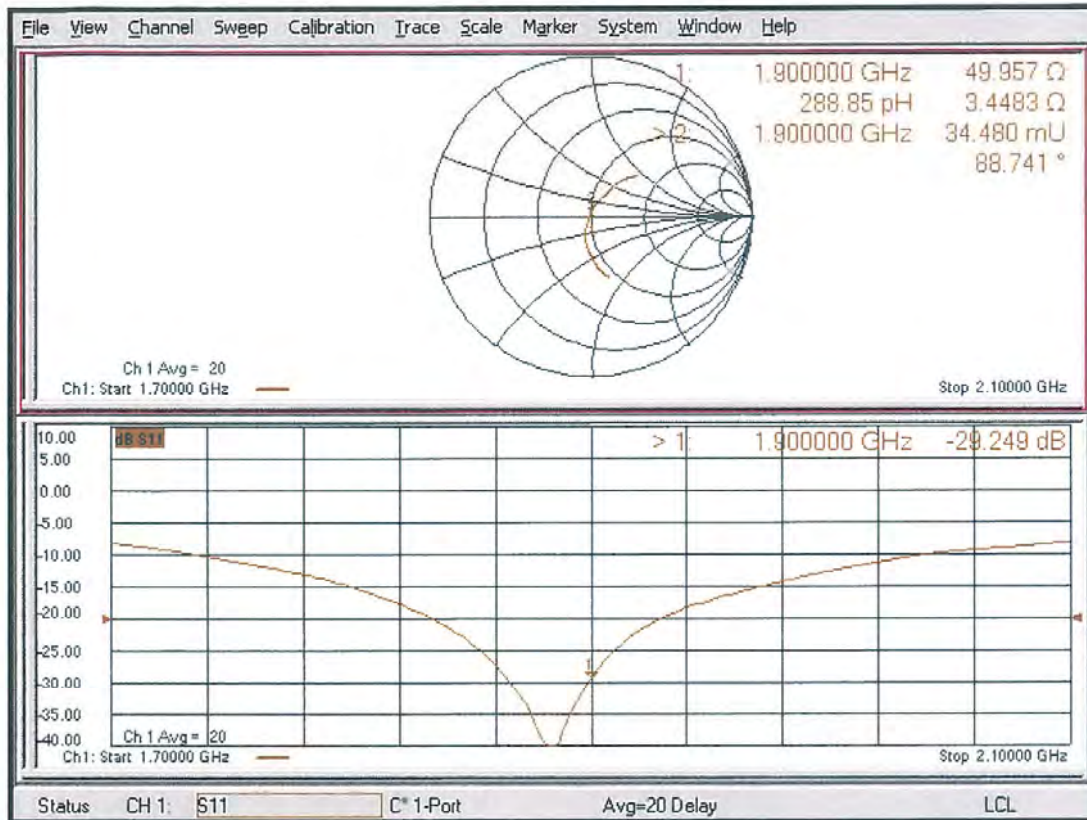 File View Channel Sweep Calibration Trace Scale Marker System Window Help
1: 1.900000 GHz 49.957 Ω
288.85 pH 3.4483 Ω
> 2: 1.900000 GHz 34.480 mU
88.741 °
Ch 1 Avg = 20
Ch1: Start 1.70000 GHz Stop 2.10000 GHz
10.00 dB S11 > 1: 1.900000 GHz -29.249 dB
5.00
0.00
-5.00
-10.00
-15.00
-20.00
-25.00
1
-30.00
-35.00
-40.00 Ch 1 Avg = 20
Ch1: Start 1.70000 GHz Stop 2.10000 GHz
Status CH 1: S11 C* 1-Port Avg=20 Delay LCL